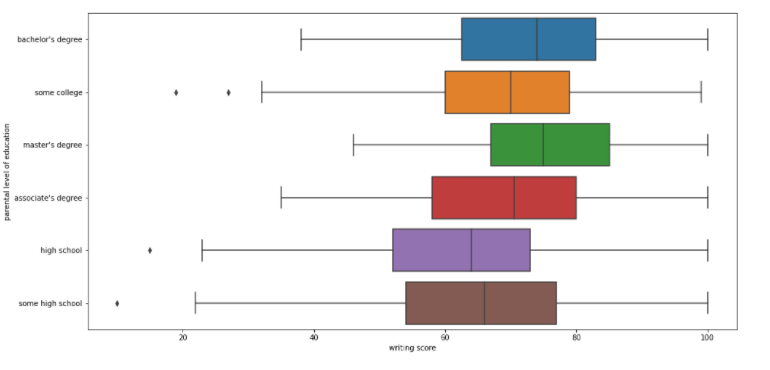 bachelor's degree
some college
master's degree
associate's degree
high school
some high school
parental level of education
20 40 60 80 100
writing score